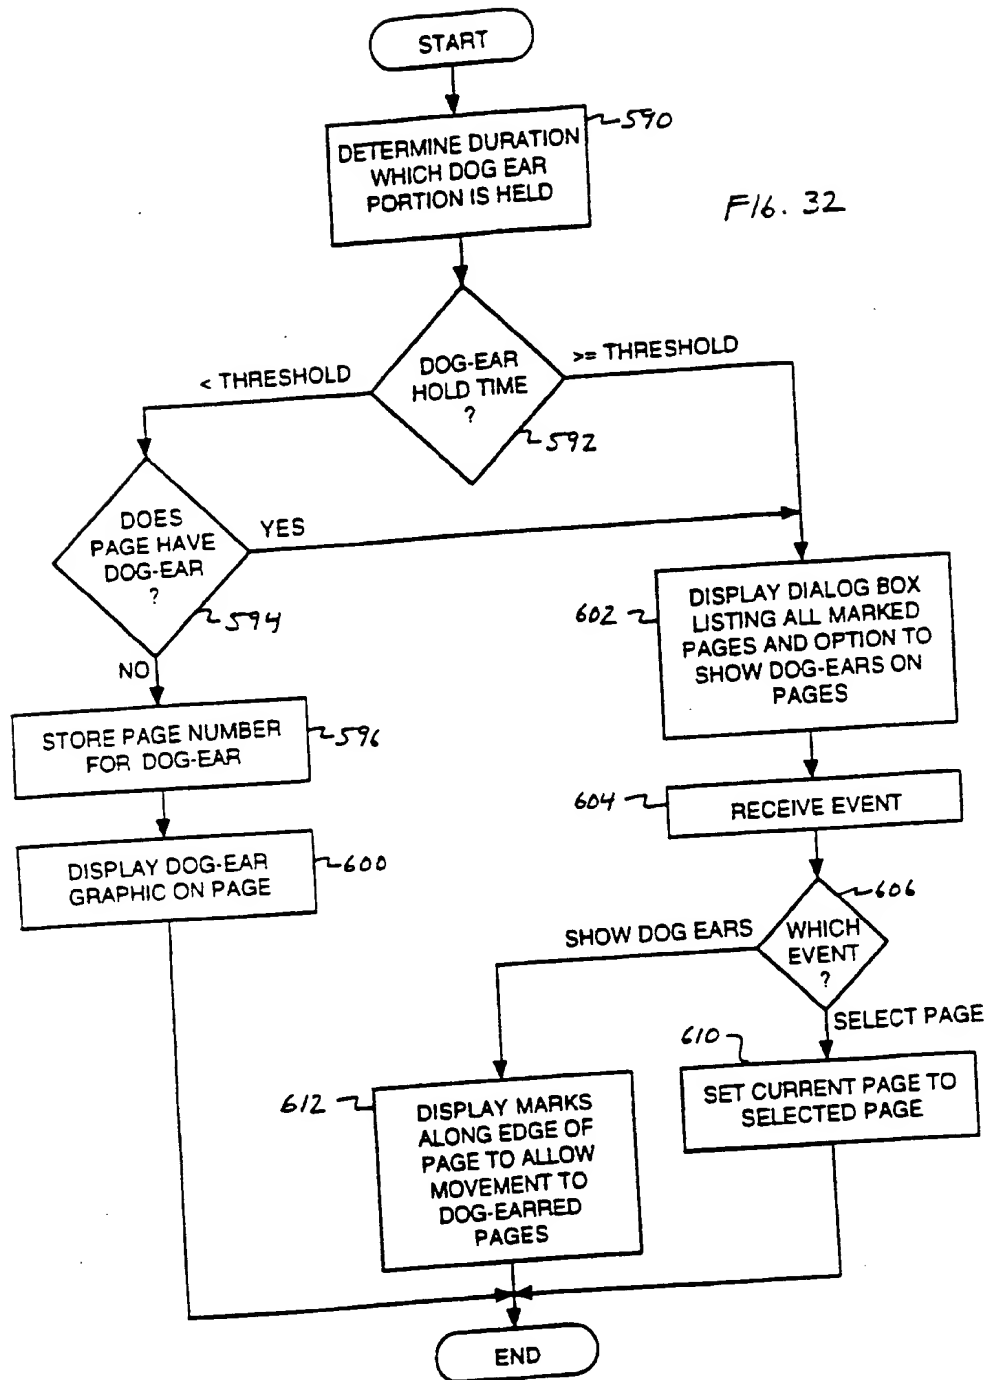 START
DETERMINE DURATION
WHICH DOG EAR
PORTION IS HELD
590
FIG. 32
DOG-EAR
HOLD TIME
?
< THRESHOLD
>= THRESHOLD
592
DOES
PAGE HAVE
DOG-EAR
?
YES
594
NO
602
DISPLAY DIALOG BOX
LISTING ALL MARKED
PAGES AND OPTION TO
SHOW DOG-EARS ON
PAGES
STORE PAGE NUMBER
FOR DOG-EAR
596
604
RECEIVE EVENT
DISPLAY DOG-EAR
GRAPHIC ON PAGE
600
606
SHOW DOG EARS
WHICH
EVENT
?
SELECT PAGE
610
SET CURRENT PAGE TO
SELECTED PAGE
612
DISPLAY MARKS
ALONG EDGE OF
PAGE TO ALLOW
MOVEMENT TO
DOG-EARRED
PAGES
END